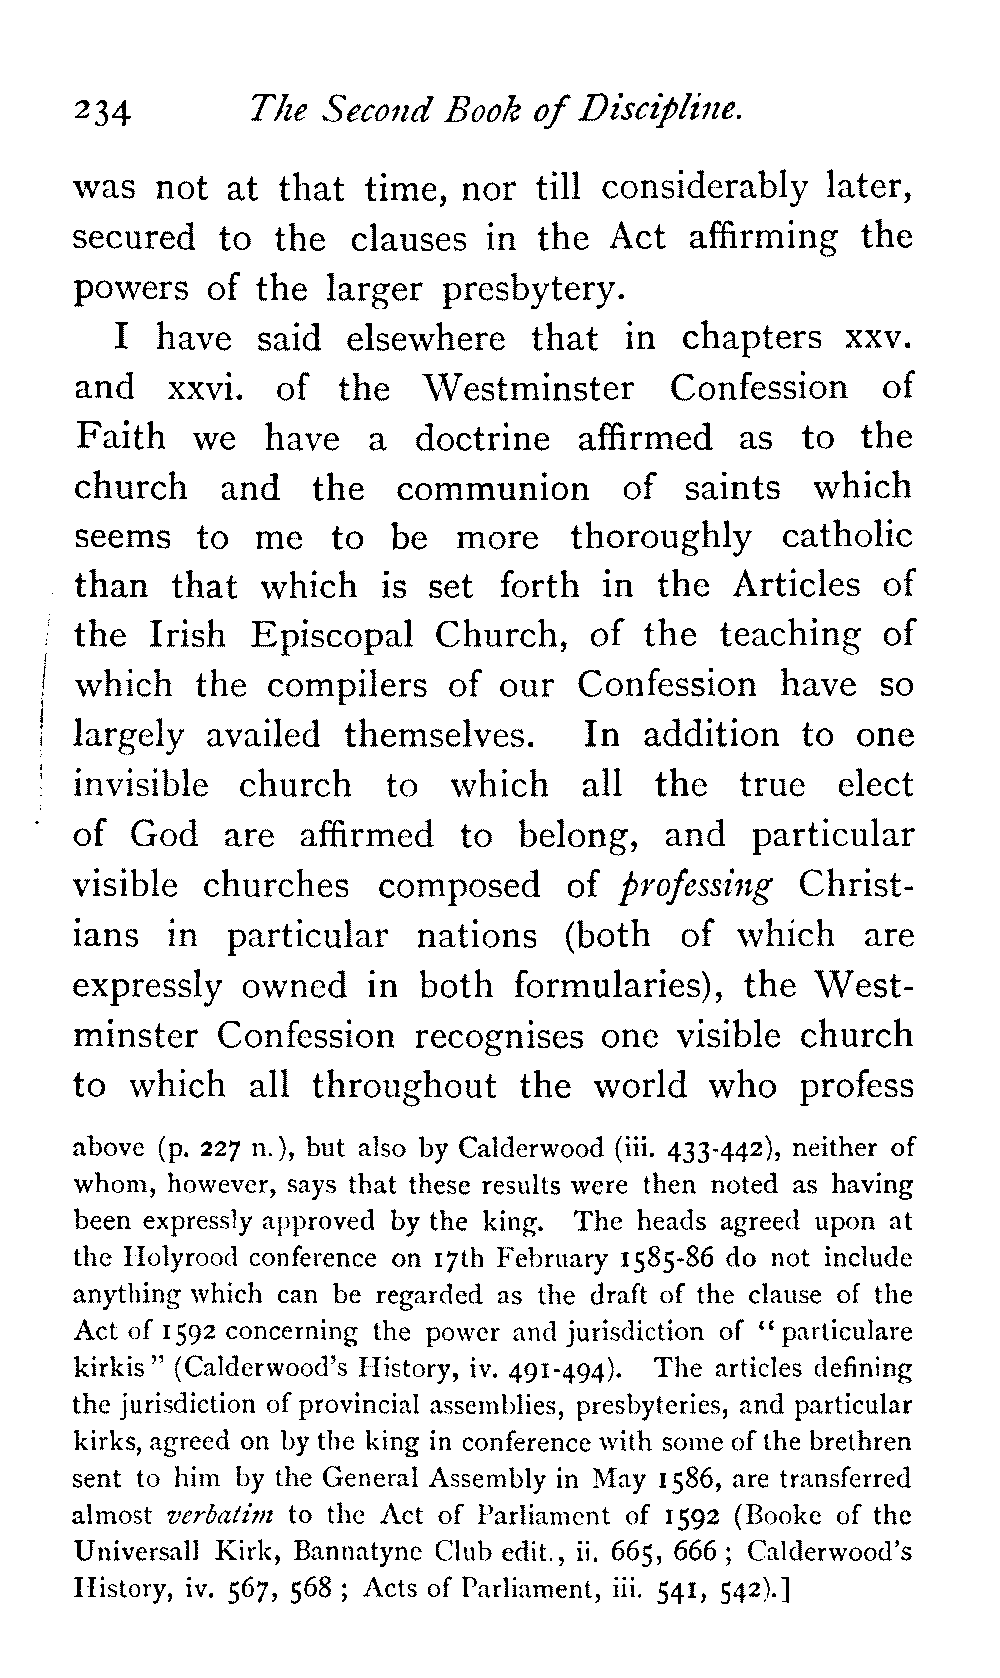 234 The Second Book of Discipline.
was not at that time, nor till considerably later,
secured to the clauses in the Act affirming the
powers of the larger presbytery.
I have said elsewhere that in chapters xxv.
and xxvi. of the Westminster Confession of
Faith we have a doctrine affirmed as to the
church and the communion of saints which
seems to me to be more thoroughly catholic
than that which is set forth in the Articles of
the Irish Episcopal Church, of the teaching of
which the compilers of our Confession have so
largely availed themselves. In addition to one
invisible church to which all the true elect
of God are affirmed to belong, and particular
visible churches composed of professing Christ-
ians in particular nations (both of which are
expressly owned in both formularies), the West-
minster Confession recognises one visible church
to which all throughout the world who profess
above (p. 227 n.), but also by Calderwood (iii. 433-442), neither of
whom, however, says that these results were then noted as having
been expressly approved by the king. The heads agreed upon at
the Holyrood conference on 17th February 1585-86 do not include
anything which can be regarded as the draft of the clause of the
Act of 1592 concerning the power and jurisdiction of “particulare
kirkis” (Calderwood's History, iv. 491-494). The articles defining
the jurisdiction of provincial assemblies, presbyteries, and particular
kirks, agreed on by the king in conference with some of the brethren
sent to him by the General Assembly in May 1586, are transferred
almost verbatim to the Act of Parliament of 1592 (Booke of the
Universall Kirk, Bannatyne Club edit., ii. 665, 666; Calderwood's
History, iv. 567, 568; Acts of Parliament, iii. 541, 542).]